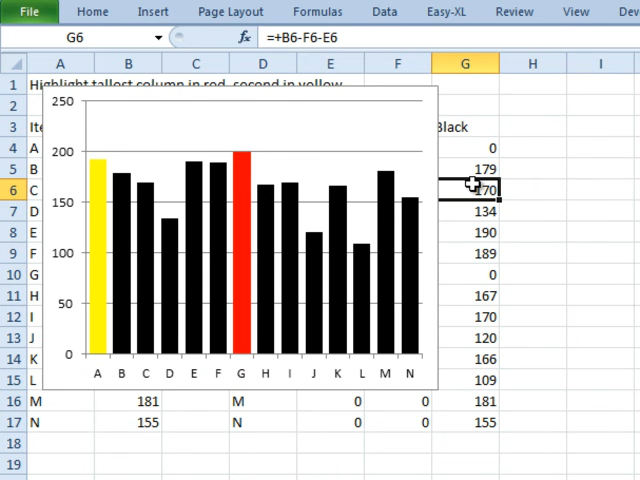 File Home Insert Page Layout Formulas Data Easy-XL Review View Dev
G6 fx =+B6-F6-E6
A B C D E F G H I
1 Highlight tallest column in red, second in yellow
2
3 Ite Black
4 A 0
5 B 179
6 C 170
7 D 134
8 E 190
9 F 189
10 G 0
11 H 167
12 I 170
13 J 120
14 K 166
15 L 109
16 M 181 M 0 0 181
17 N 155 N 0 0 155
18
19
250
200
150
100
50
0
A B C D E F G H I J K L M N